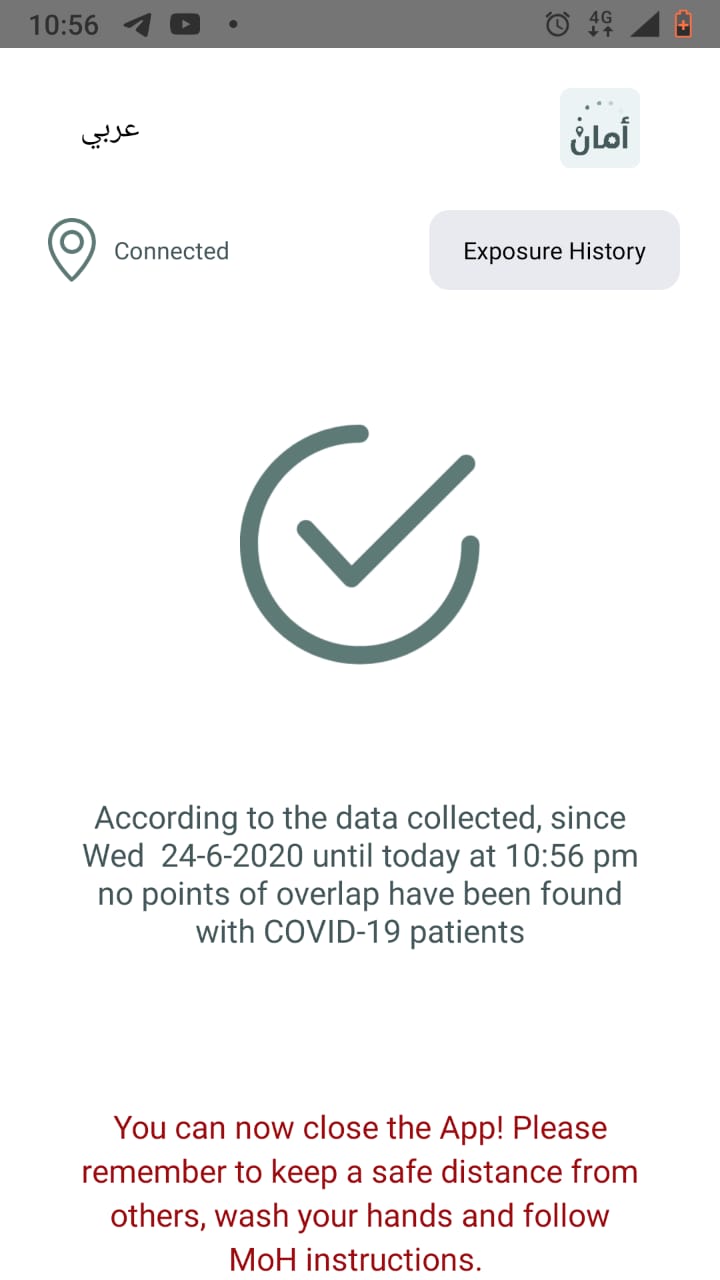 10:56
4G
عربي
أمان
Connected
Exposure History
According to the data collected, since
Wed 24-6-2020 until today at 10:56 pm
no points of overlap have been found
with COVID-19 patients
You can now close the App! Please
remember to keep a safe distance from
others, wash your hands and follow
MoH instructions.